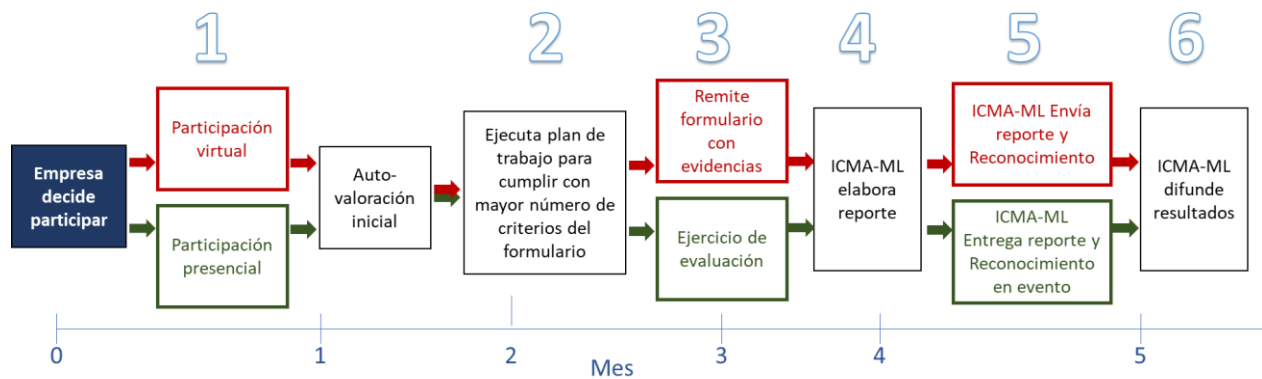 1
2
3
4
5
6
Empresa
decide
participar
Participación
virtual
Participación
presencial
Auto-
valoración
inicial
Ejecuta plan de
trabajo para
cumplir con
mayor número de
criterios del
formulario
Remite
formulario
con
evidencias
Ejercicio de
evaluación
ICMA-ML
elabora
reporte
ICMA-ML Envía
reporte y
Reconocimiento
ICMA-ML
Entrega reporte y
Reconocimiento
en evento
ICMA-ML
difunde
resultados
0
1
2
3
4
5
Mes